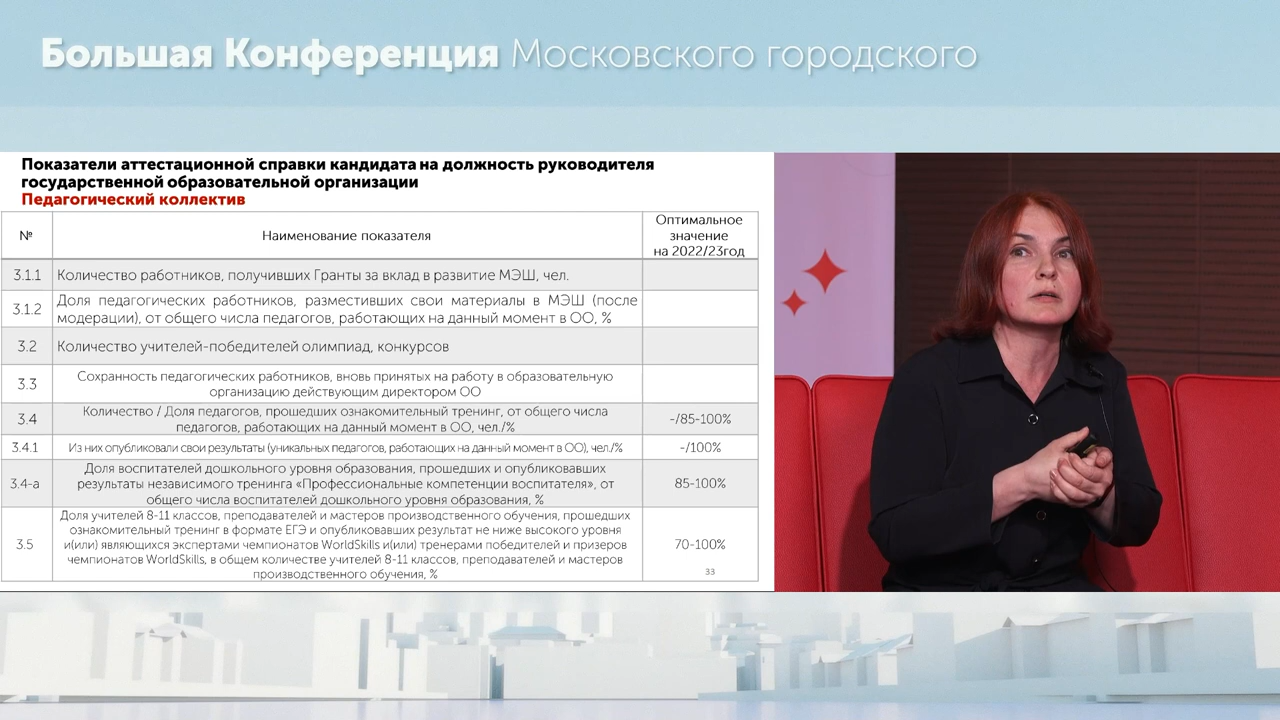 Большая Конференция Московского городского
Показатели аттестационной справки кандидата на должность руководителя
государственной образовательной организации
Педагогический коллектив
№
Наименование показателя
Оптимальное
значение
на 2022/23год
3.1.1
Количество работников, получивших Гранты за вклад в развитие МЭШ, чел.
3.1.2
Доля педагогических работников, разместивших свои материалы в МЭШ (после
модерации), от общего числа педагогов, работающих на данный момент в ОО, %
3.2
Количество учителей-победителей олимпиад, конкурсов
3.3
Сохранность педагогических работников, вновь принятых на работу в образовательную
организацию действующим директором ОО
3.4
Количество / Доля педагогов, прошедших ознакомительный тренинг, от общего числа
педагогов, работающих на данный момент в ОО, чел./%
-/85-100%
3.4.1
Из них опубликовали свои результаты (уникальных педагогов, работающих на данный момент в ОО), чел./%
-/100%
3.4-а
Доля воспитателей дошкольного уровня образования, прошедших и опубликовавших
результаты независимого тренинга «Профессиональные компетенции воспитателя», от
общего числа воспитателей дошкольного уровня образования, %
85-100%
3.5
Доля учителей 8-11 классов, преподавателей и мастеров производственного обучения, прошедших
ознакомительный тренинг в формате ЕГЭ и опубликовавших результат не ниже высокого уровня
и(или) являющихся экспертами чемпионатов WorldSkills и(или) тренерами победителей и призеров
чемпионатов WorldSkills, в общем количестве учителей 8-11 классов, преподавателей и мастеров
производственного обучения, %
70-100%
33